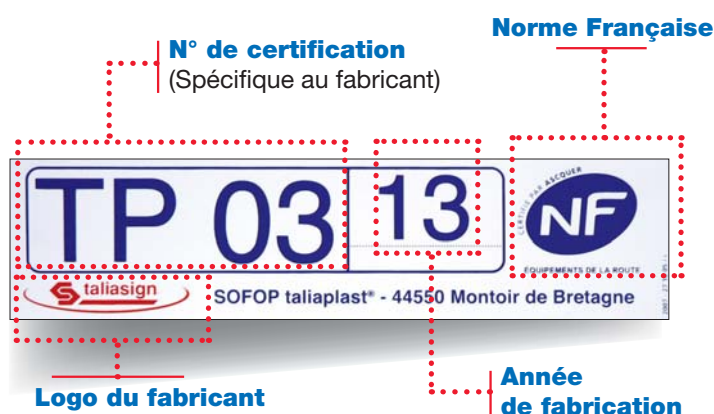 Norme Française
N° de certification
(Spécifique au fabricant)
TP 03
13
CERTIFIÉ PAR ASCQUER
NF
ÉQUIPEMENTS DE LA ROUTE
taliasign
SOFOP taliaplast® - 44550 Montoir de Bretagne
Logo du fabricant
Année
de fabrication